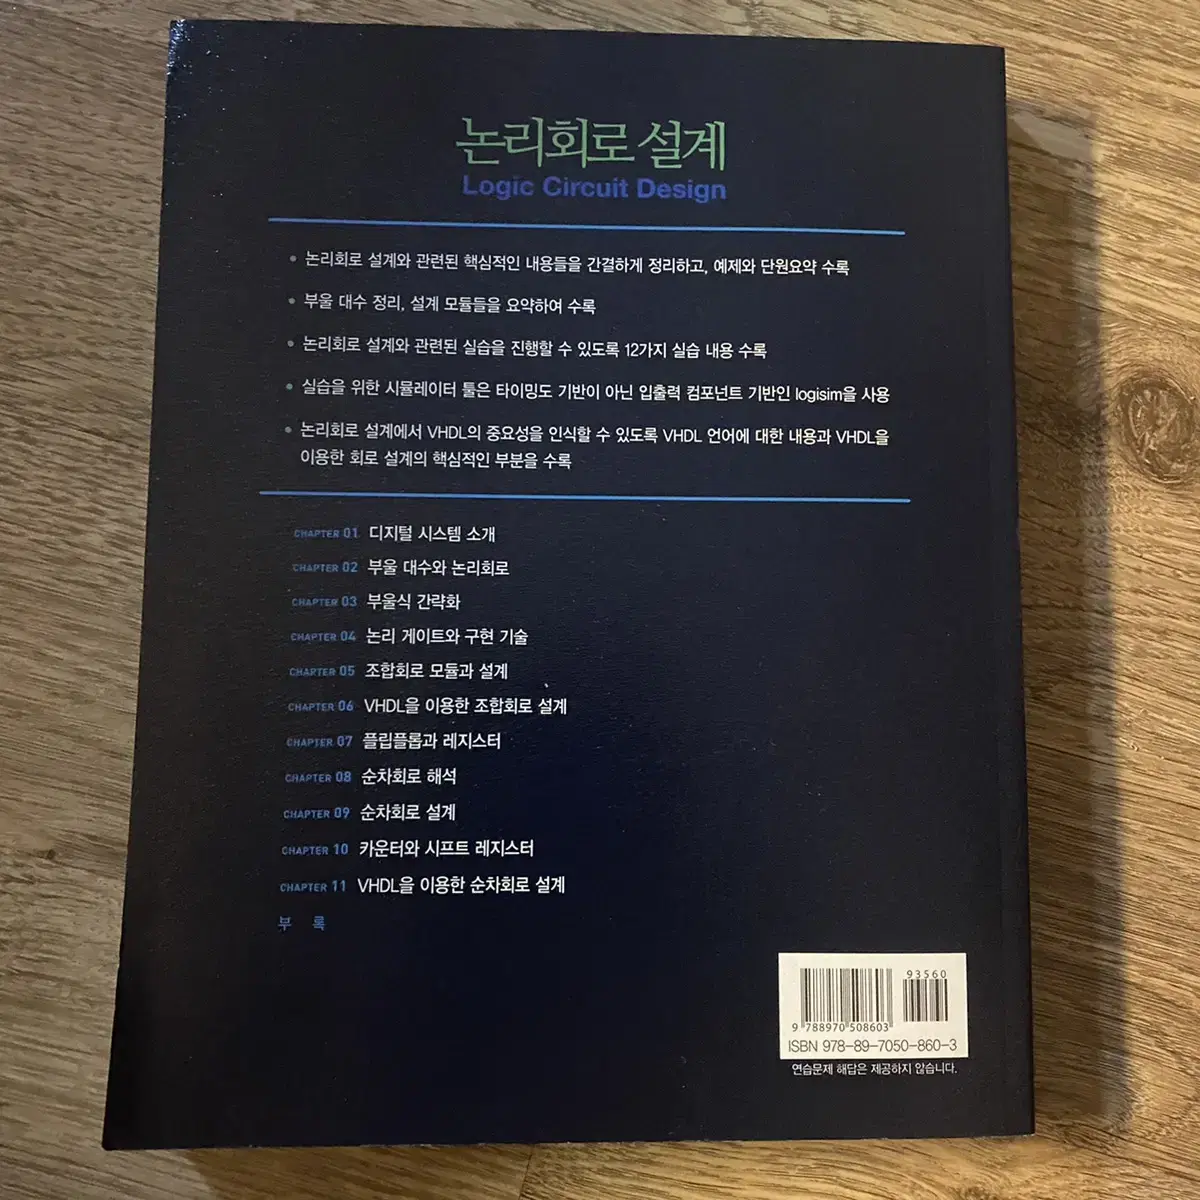 논리회로 설계
Logic Circuit Design
• 논리회로 설계와 관련된 핵심적인 내용들을 간결하게 정리하고, 예제와 단원요약 수록
• 부울 대수 정리, 설계 모듈들을 요약하여 수록
• 논리회로 설계와 관련된 실습을 진행할 수 있도록 12가지 실습 내용 수록
• 실습을 위한 시뮬레이터 툴은 타이밍도 기반이 아닌 입출력 컴포넌트 기반인 logisim을 사용
• 논리회로 설계에서 VHDL의 중요성을 인식할 수 있도록 VHDL 언어에 대한 내용과 VHDL을
이용한 회로 설계의 핵심적인 부분을 수록
CHAPTER 01 디지털 시스템 소개
CHAPTER 02 부울 대수와 논리회로
CHAPTER 03 부울식 간략화
CHAPTER 04 논리 게이트와 구현 기술
CHAPTER 05 조합회로 모듈과 설계
CHAPTER 06 VHDL을 이용한 조합회로 설계
CHAPTER 07 플립플롭과 레지스터
CHAPTER 08 순차회로 해석
CHAPTER 09 순차회로 설계
CHAPTER 10 카운터와 시프트 레지스터
CHAPTER 11 VHDL을 이용한 순차회로 설계
부 록
93560
9 788970 508603
ISBN 978-89-7050-860-3
연습문제 해답은 제공하지 않습니다.